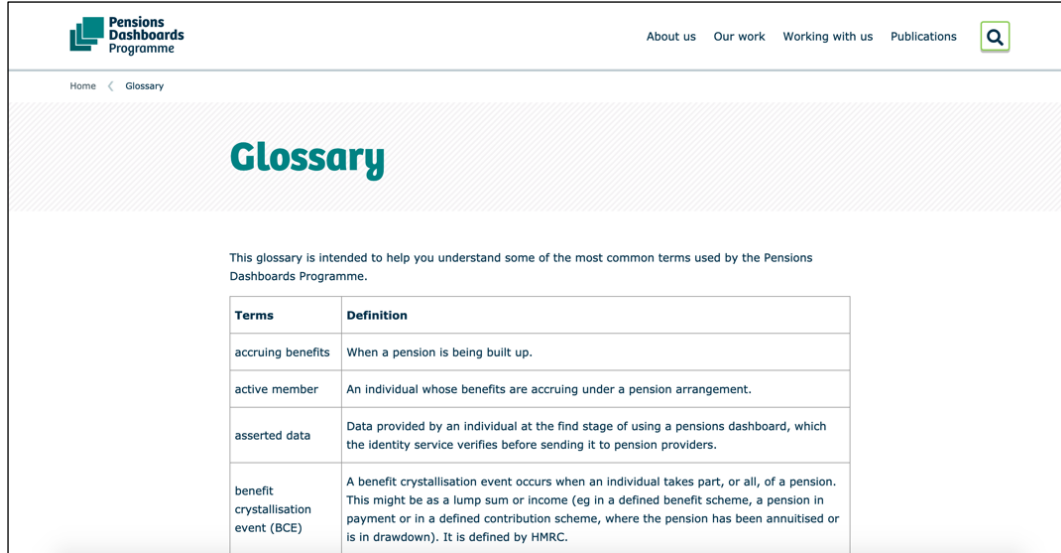 Pensions
Dashboards
Programme
About us Our work Working with us Publications
Home Glossary
Glossary
This glossary is intended to help you understand some of the most common terms used by the Pensions
Dashboards Programme.
Terms Definition
accruing benefits When a pension is being built up.
active member An individual whose benefits are accruing under a pension arrangement.
asserted data
Data provided by an individual at the find stage of using a pensions dashboard, which
the identity service verifies before sending it to pension providers.
benefit
crystallisation
event (BCE)
A benefit crystallisation event occurs when an individual takes part, or all, of a pension.
This might be as a lump sum or income (eg in a defined benefit scheme, a pension in
payment or in a defined contribution scheme, where the pension has been annuitised or
is in drawdown). It is defined by HMRC.